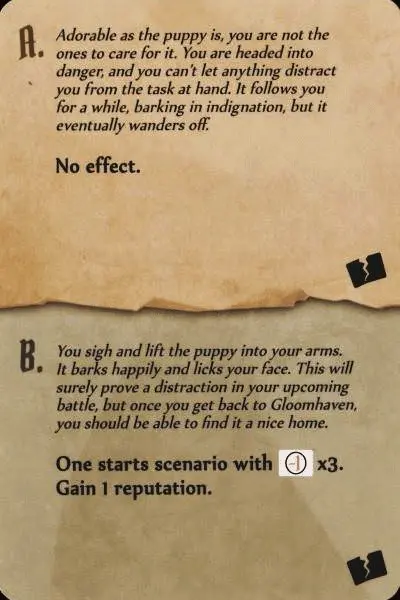 A.
Adorable as the puppy is, you are not the
ones to care for it. You are headed into
danger, and you can't let anything distract
you from the task at hand. It follows you
for a while, barking in indignation, but it
eventually wanders off.
No effect.
B.
You sigh and lift the puppy into your arms.
It barks happily and licks your face. This will
surely prove a distraction in your upcoming
battle, but once you get back to Gloomhaven,
you should be able to find it a nice home.
One starts scenario with -1 x3.
Gain 1 reputation.